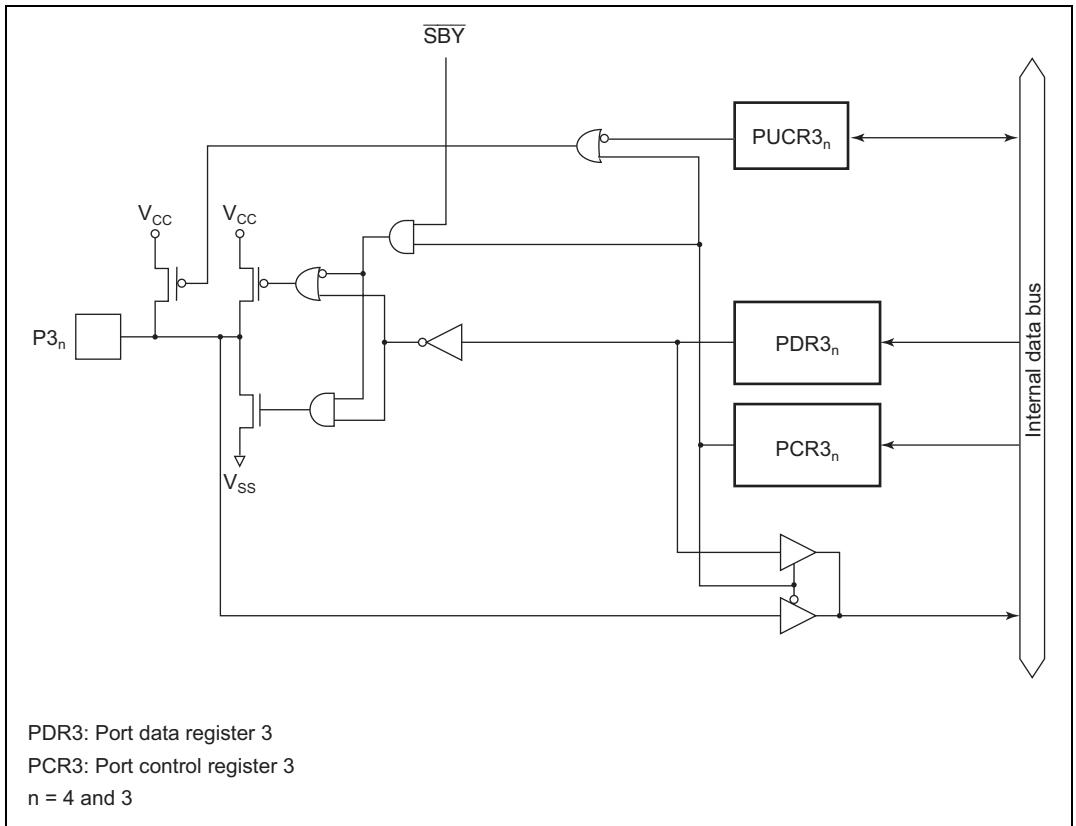 S̅B̅Y̅
PUCR3n
VCC
VCC
P3n
PDR3n
Internal data bus
PCR3n
VSS
PDR3: Port data register 3
PCR3: Port control register 3
n = 4 and 3